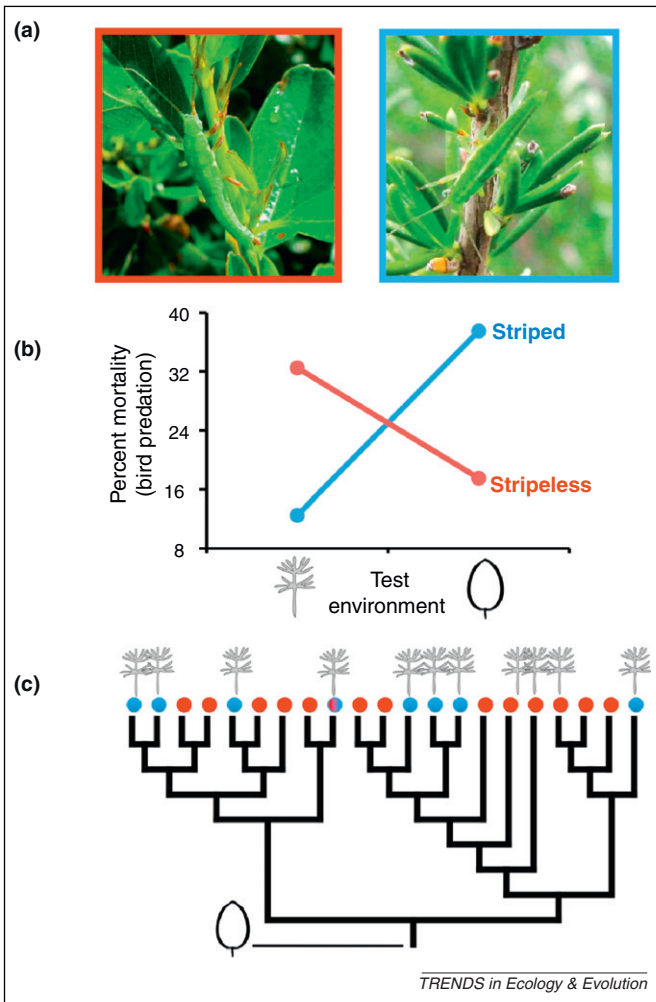 (a)
(b)
40
32
24
16
8
Percent mortality
(bird predation)
Striped
Stripeless
Test
environment
(c)
TRENDS in Ecology & Evolution